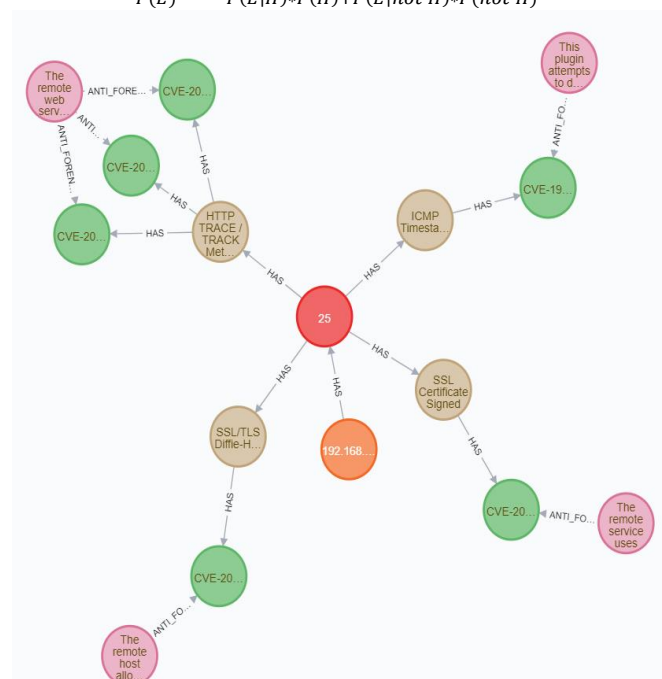 The
remote
web
serv...
ANTI_FORE...
CVE-20...
This
plugin
attempts
to d...
ANTI_FO...
ANTI...
CVE-20...
ANTI_FOREN...
HAS
HAS
CVE-19...
HAS
CVE-20...
HAS
HTTP
TRACE /
TRACK
Met...
ICMP
Timesta...
HAS
HAS
25
HAS
HAS
SSL
Certificate
Signed
HAS
SSL/TLS
Diffie-H...
192.168....
HAS
HAS
CVE-20...
ANTI_FO...
The
remote
service
uses
CVE-20...
ANTI_FO...
The
remote
host
allo...